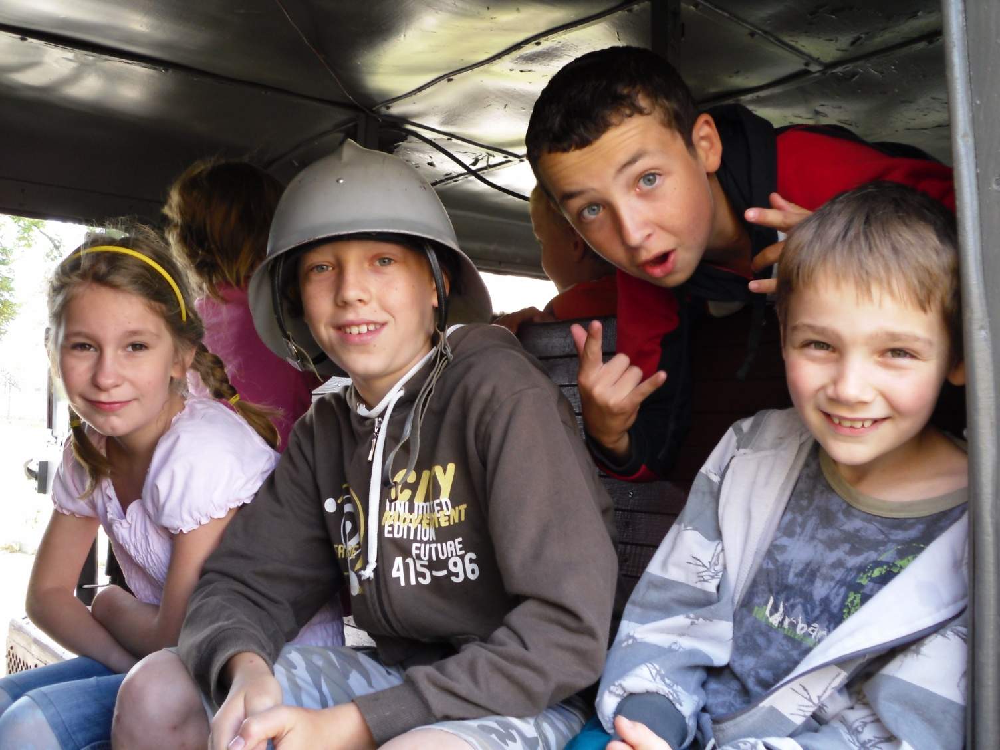 CITY
UNLIMITED
MOVEMENT
EDITION
FUTURE
415-96
Urban